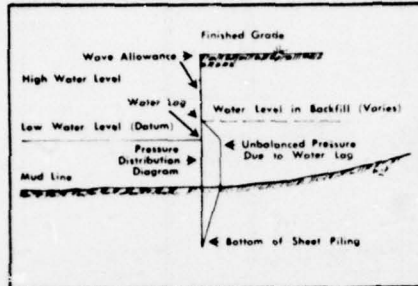 Finished Grade
Wave Allowance
High Water Level
Water Lag
Water Level in Backfill (Varies)
Low Water Level (Datum)
Pressure
Distribution
Diagram
Unbalanced Pressure
Due to Water Lag
Mud Line
Bottom of Sheet Piling